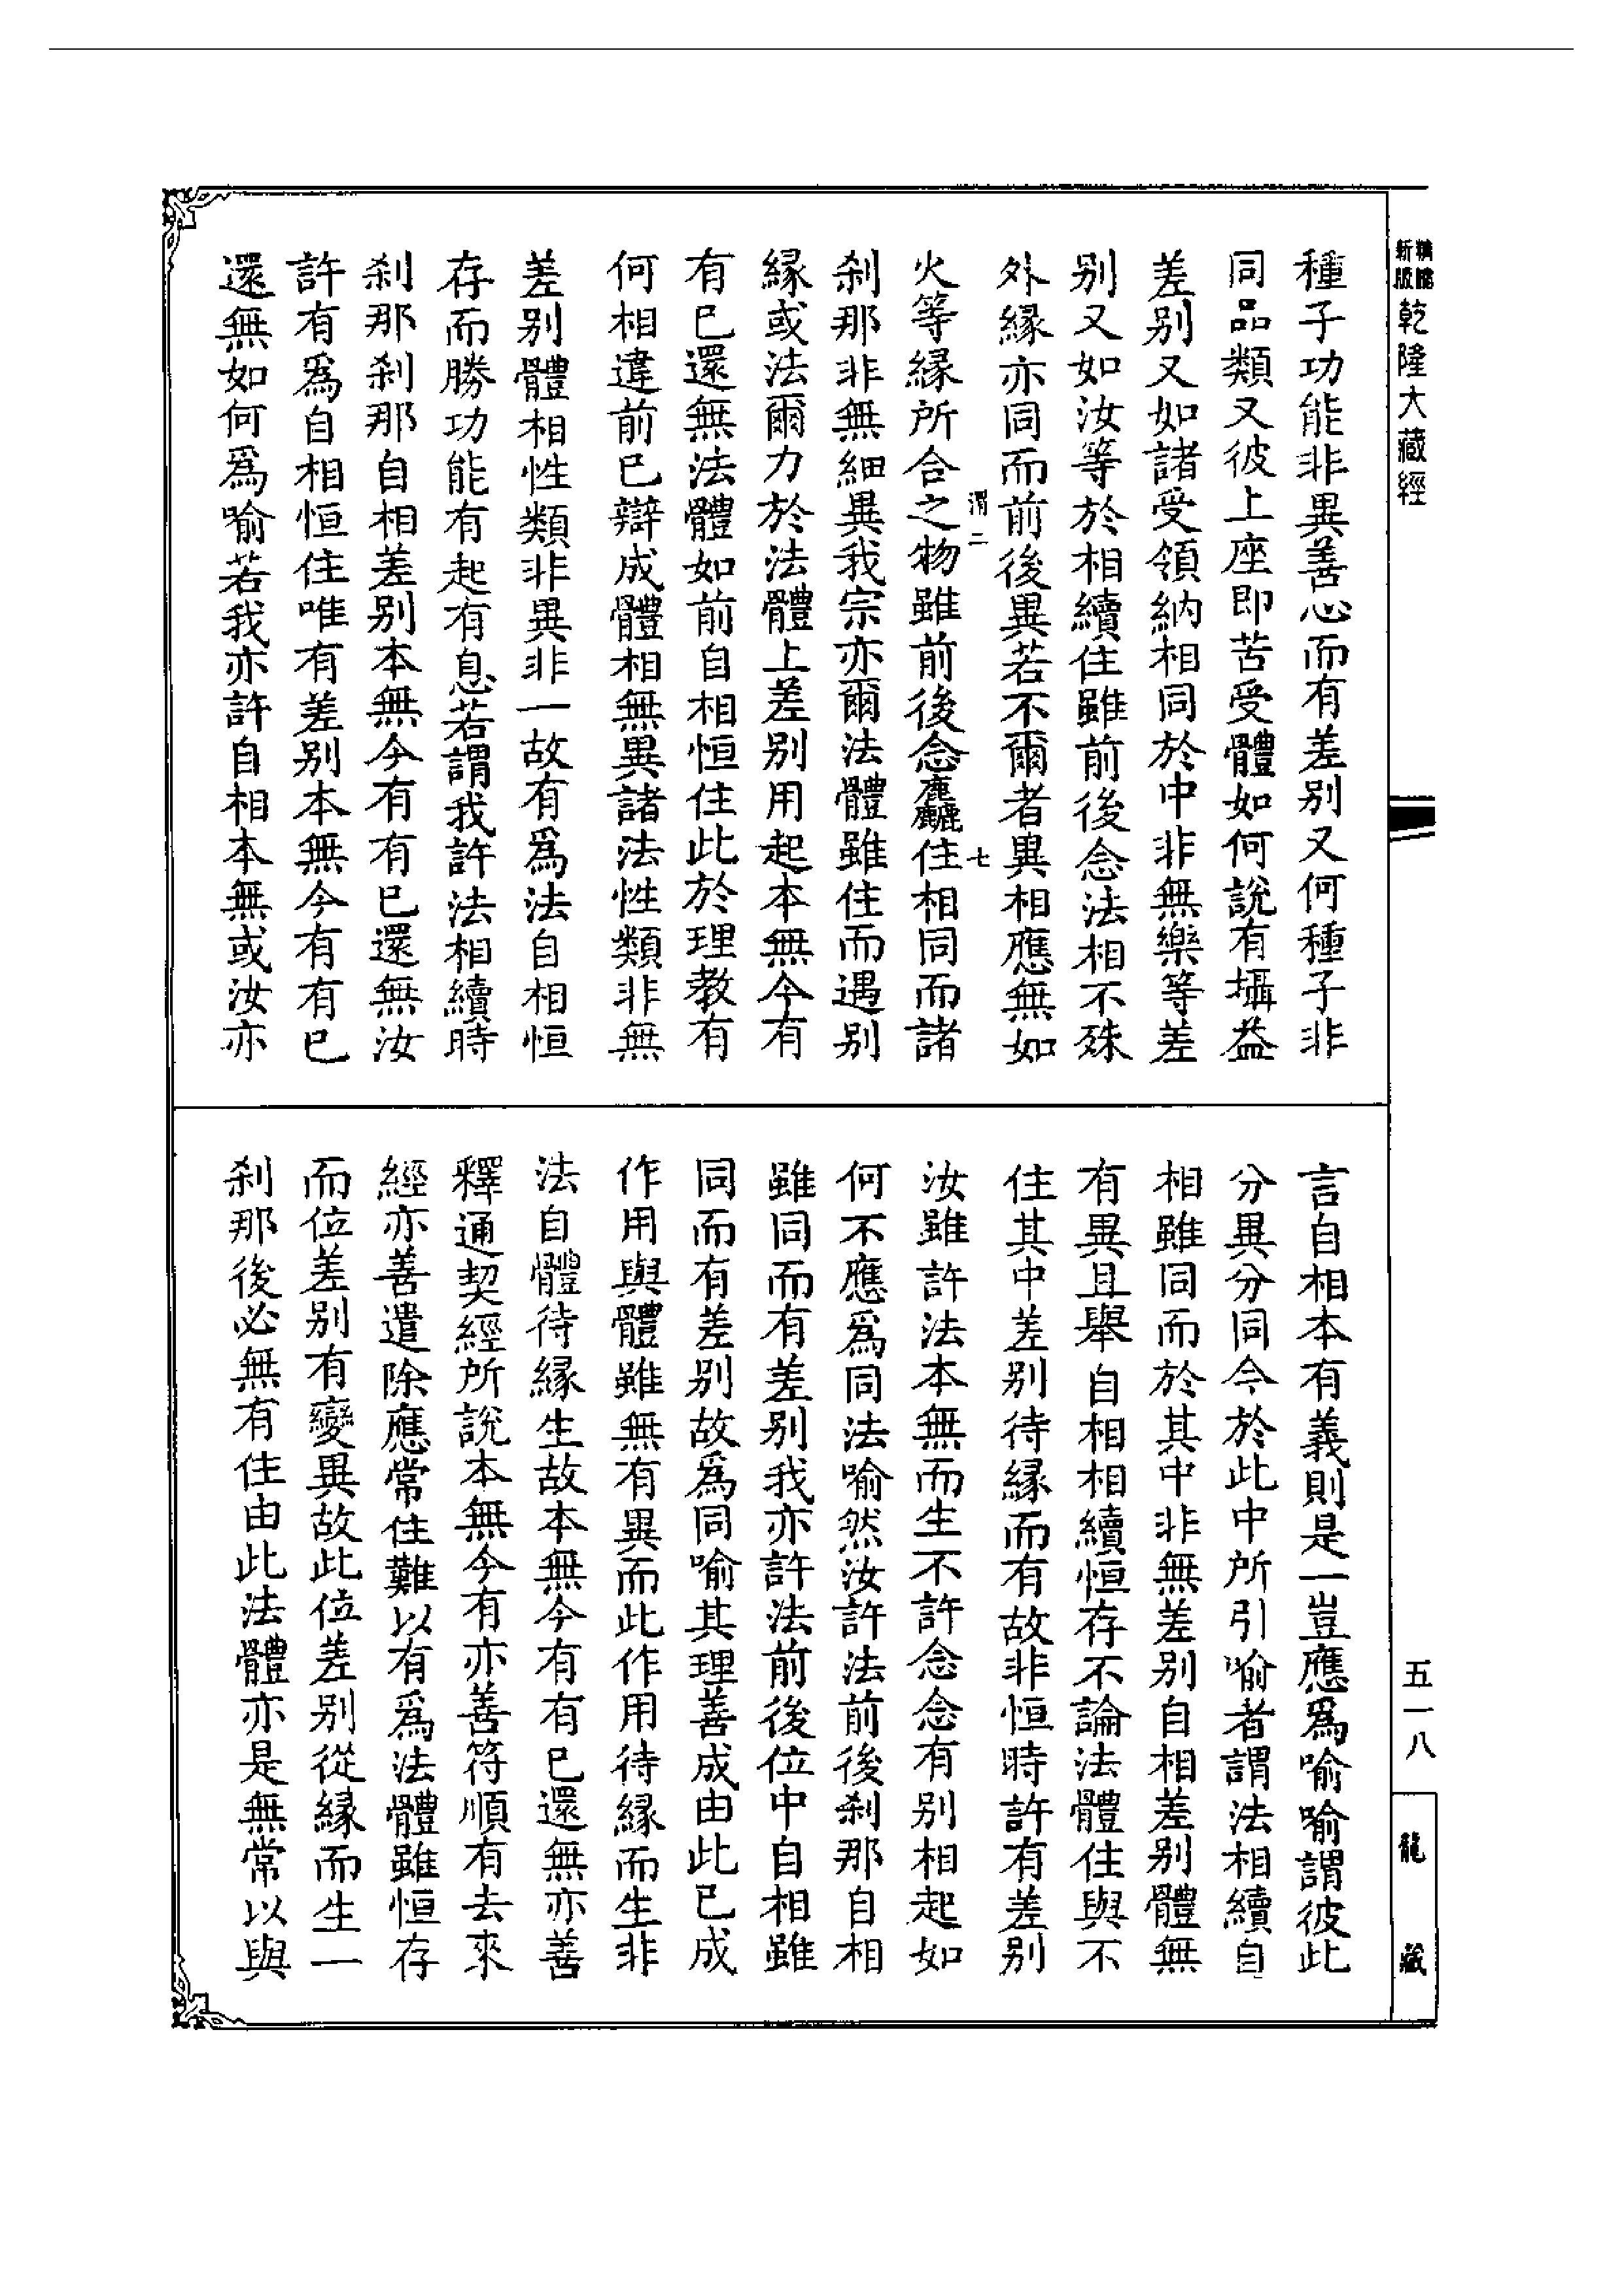 新版
精縮
乾隆大藏經
種子功能非異善心而有差别又何種子非
同品類又彼上座即苦受體如何說有攝益
差别又如諸受領納相同於中非無樂等差
别又如汝等於相續住雖前後念法相不殊
外緣亦同而前後異若不爾者異相應無如
渭二
七
火等緣所合之物雖前後念麤住相同而諸
刹那非無細異我宗亦爾法體雖住而遇别
緣或法爾力於法體上差别用起本無今有
有已還無法體如前自相恒住此於理教有
何相違前已辯成體相無異諸法性類非無
差别體相性類非異非一故有爲法自相恒
存而勝功能有起有息若謂我許法相續時
刹那刹那自相差别本無今有有已還無汝
許有爲自相恒住唯有差别本無今有有已
還無如何爲喻若我亦許自相本無或汝亦
言自相本有義則是一豈應爲喻喻謂彼此
分異分同今於此中所引喻者謂法相續自
相雖同而於其中非無差别自相差别體無
有異且舉自相相續恒存不論法體住與不
住其中差别待緣而有故非恒時許有差别
汝雖許法本無而生不許念念有别相起如
何不應爲同法喻然汝許法前後刹那自相
雖同而有差别我亦許法前後位中自相雖
同而有差别故爲同喻其理善成由此已成
作用與體雖無有異而此作用待緣而生非
法自體待緣生故本無今有有已還無亦善
釋通契經所說本無今有亦善符順有去來
經亦善遣除應常住難以有爲法體雖恒存
而位差别有變異故此位差别從緣而生一
刹那後必無有住由此法體亦是無常以與
五一八
龍藏